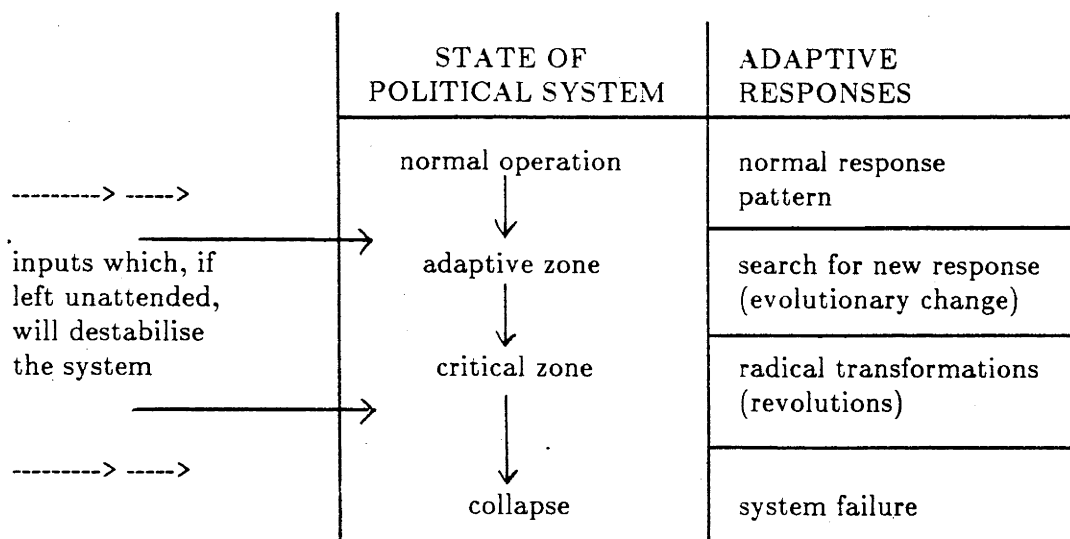 STATE OF
POLITICAL SYSTEM
ADAPTIVE
RESPONSES
normal operation
normal response
pattern
inputs which, if
left unattended,
will destabilise
the system
adaptive zone
search for new response
(evolutionary change)
critical zone
radical transformations
(revolutions)
collapse
system failure